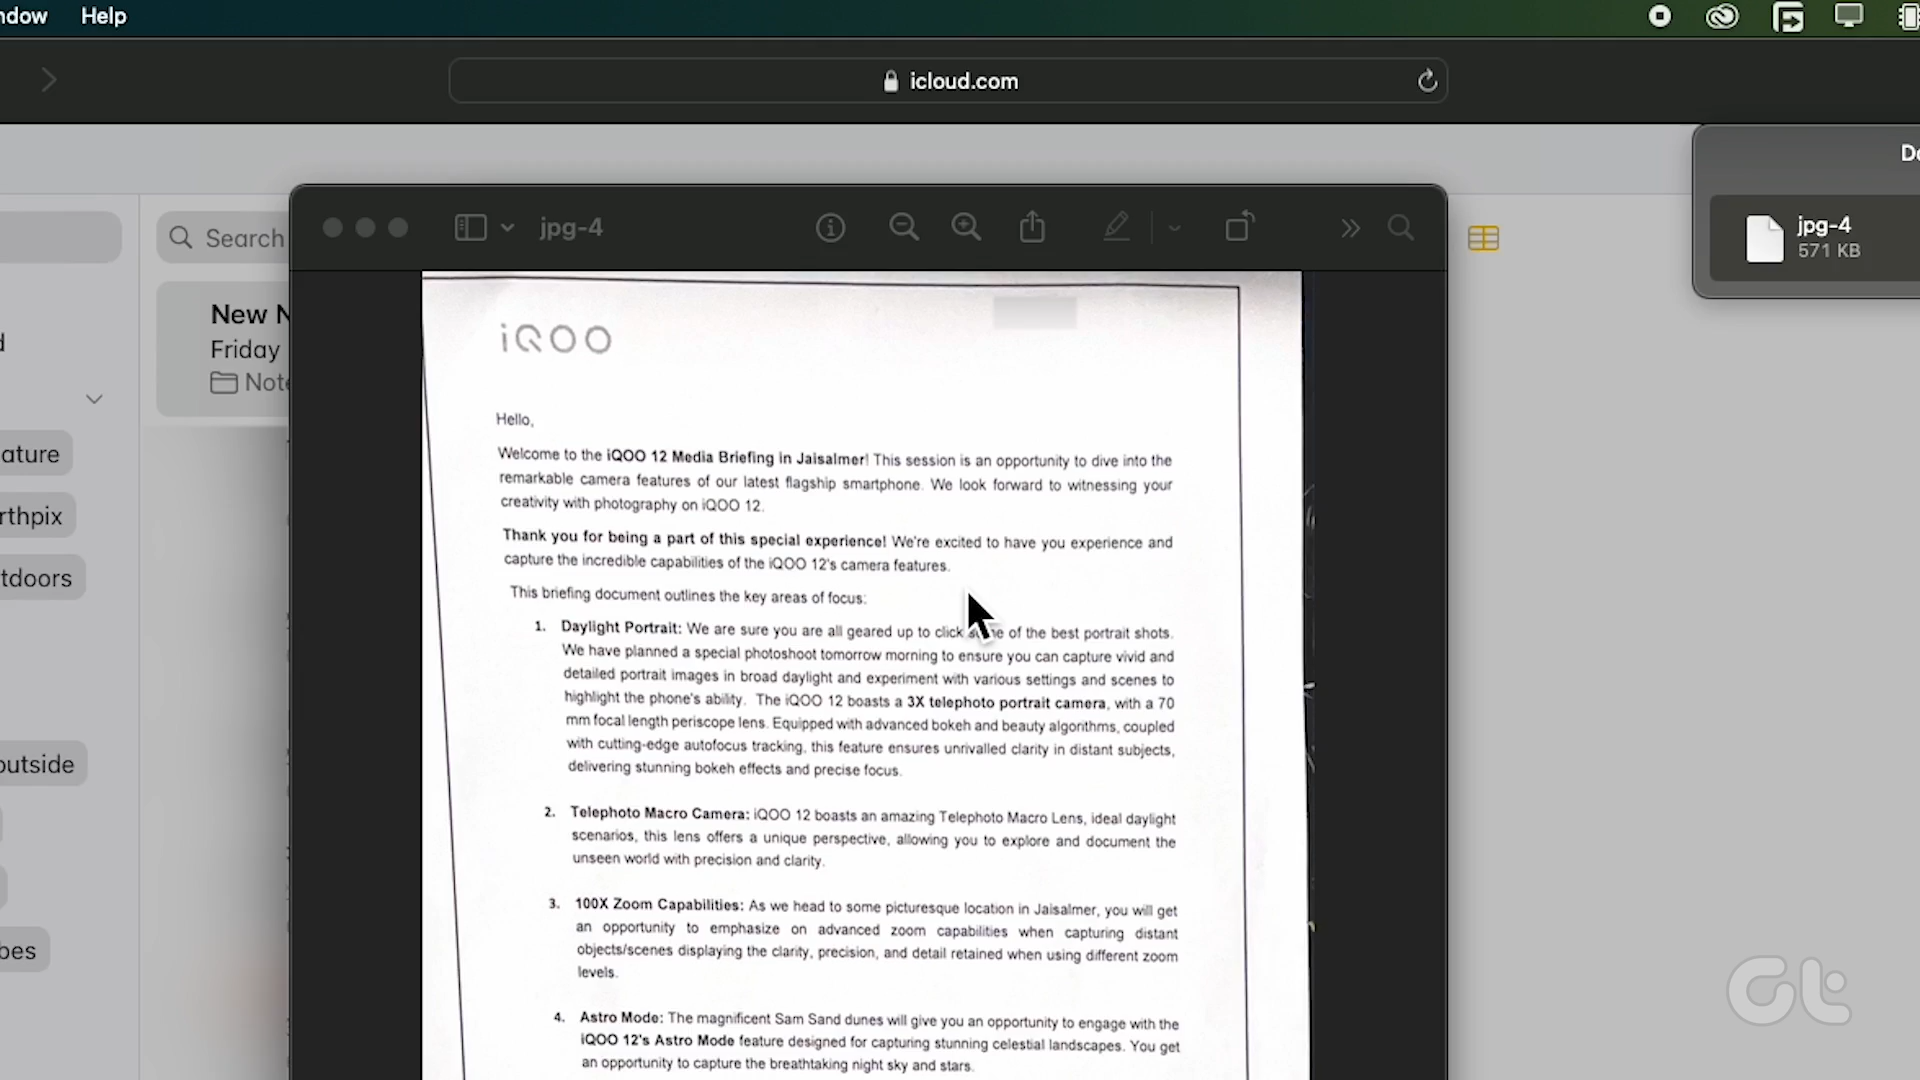 ndow Help
icloud.com
Do
jpg-4
571 KB
Search
jpg-4
New N
Friday
Note
d
ature
rthpix
tdoors
outside
bes
iQOO
Hello,
Welcome to the iQOO 12 Media Briefing in Jaisalmer! This session is an opportunity to dive into the
remarkable camera features of our latest flagship smartphone. We look forward to witnessing your
creativity with photography on iQOO 12.
Thank you for being a part of this special experience! We're excited to have you experience and
capture the incredible capabilities of the iQOO 12's camera features.
This briefing document outlines the key areas of focus:
1. Daylight Portrait: We are sure you are all geared up to click some of the best portrait shots.
We have planned a special photoshoot tomorrow morning to ensure you can capture vivid and
detailed portrait images in broad daylight and experiment with various settings and scenes to
highlight the phone's ability. The iQOO 12 boasts a 3X telephoto portrait camera, with a 70
mm focal length periscope lens. Equipped with advanced bokeh and beauty algorithms, coupled
with cutting-edge autofocus tracking, this feature ensures unrivalled clarity in distant subjects,
delivering stunning bokeh effects and precise focus.
2. Telephoto Macro Camera: iQOO 12 boasts an amazing Telephoto Macro Lens, ideal daylight
scenarios, this lens offers a unique perspective, allowing you to explore and document the
unseen world with precision and clarity.
3. 100X Zoom Capabilities: As we head to some picturesque location in Jaisalmer, you will get
an opportunity to emphasize on advanced zoom capabilities when capturing distant
objects/scenes displaying the clarity, precision, and detail retained when using different zoom
levels.
4. Astro Mode: The magnificent Sam Sand dunes will give you an opportunity to engage with the
iQOO 12's Astro Mode feature designed for capturing stunning celestial landscapes. You get
an opportunity to capture the breathtaking night sky and stars.
Gt